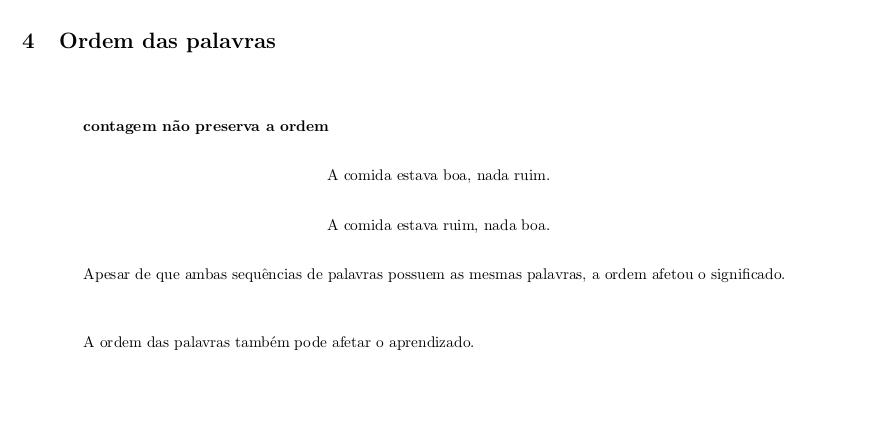 4 Ordem das palavras
contagem não preserva a ordem
A comida estava boa, nada ruim.
A comida estava ruim, nada boa.
Apesar de que ambas sequências de palavras possuem as mesmas palavras, a ordem afetou o significado.
A ordem das palavras também pode afetar o aprendizado.